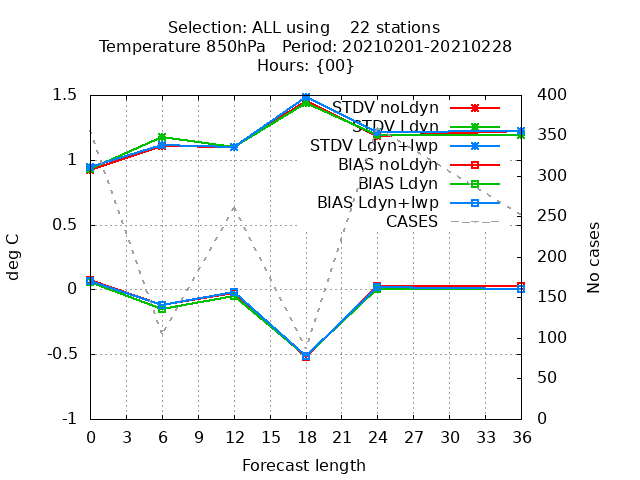 Selection: ALL using    22 stations
Temperature 850hPa   Period: 20210201-20210228
Hours: {00}
STDV noLdyn
STDV Ldyn
STDV Ldyn+lwp
BIAS noLdyn
BIAS Ldyn
BIAS Ldyn+lwp
CASES
deg C
1.5
1
0.5
0
-0.5
-1
No cases
400
350
300
250
200
150
100
50
0
0 3 6 9 12 15 18 21 24 27 30 33 36
Forecast length